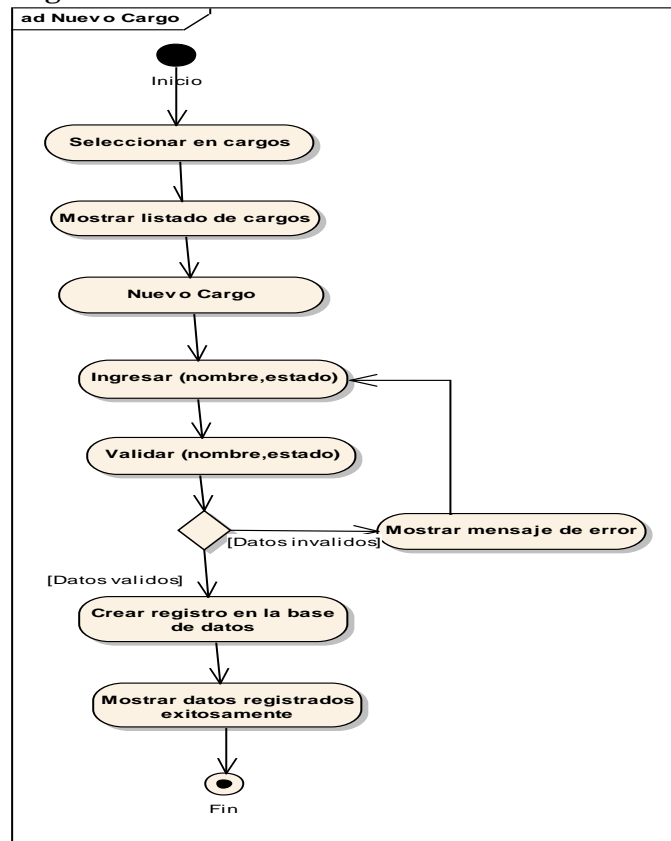 ad Nuevo Cargo
Inicio
Seleccionar en cargos
Mostrar listado de cargos
Nuevo Cargo
Ingresar (nombre,estado)
Validar (nombre,estado)
[Datos invalidos]
Mostrar mensaje de error
[Datos validos]
Crear registro en la base
de datos
Mostrar datos registrados
exitosamente
Fin